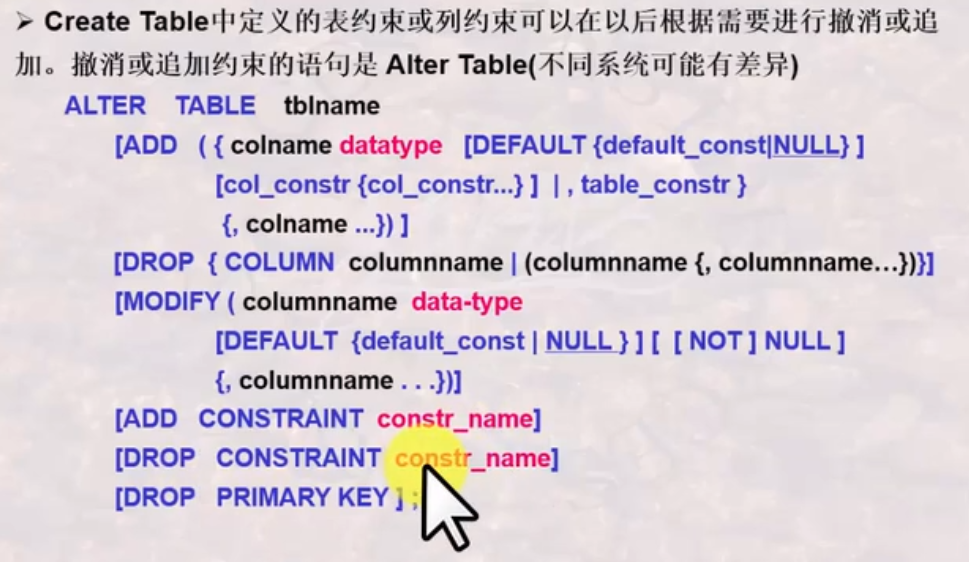 ➢ Create Table中定义的表约束或列约束可以在以后根据需要进行撤消或追
加。撤消或追加约束的语句是 Alter Table(不同系统可能有差异)
ALTER TABLE tblname
[ADD ( { colname datatype [DEFAULT {default_const|NULL} ]
[col_constr {col_constr...} ] | , table_constr }
{, colname ...}) ]
[DROP { COLUMN columnname | (columnname {, columnname…})}]
[MODIFY ( columnname data-type
[DEFAULT {default_const | NULL } ] [ [ NOT ] NULL ]
{, columnname . . .})]
[ADD CONSTRAINT constr_name]
[DROP CONSTRAINT constr_name]
[DROP PRIMARY KEY ] ;